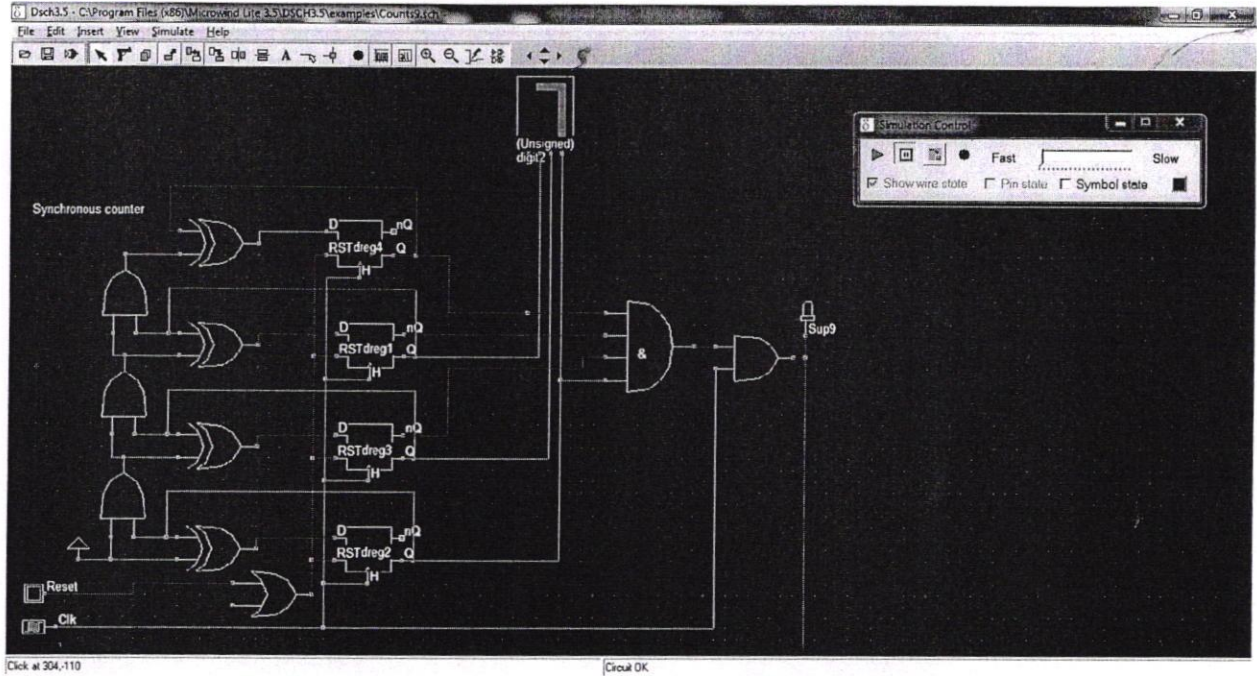 Dsch3.5 - C:\Program Files (x86)\Microwind Lite 3.5\DSCH3.5\examples\Counts9.sch
File Edit Insert View Simulate Help
(Unsigned)
digit2
Simulation Control
Fast Slow
Show wire state Pin state Symbol state
Synchronous counter
D nQ
RSTdreg4 Q
H
D nQ
RSTdreg1 Q
H
Sup9
&
D nQ
RSTdreg3 Q
H
D nQ
RSTdreg2 Q
H
Reset
Clk
Click at 304,-110 Circuit OK